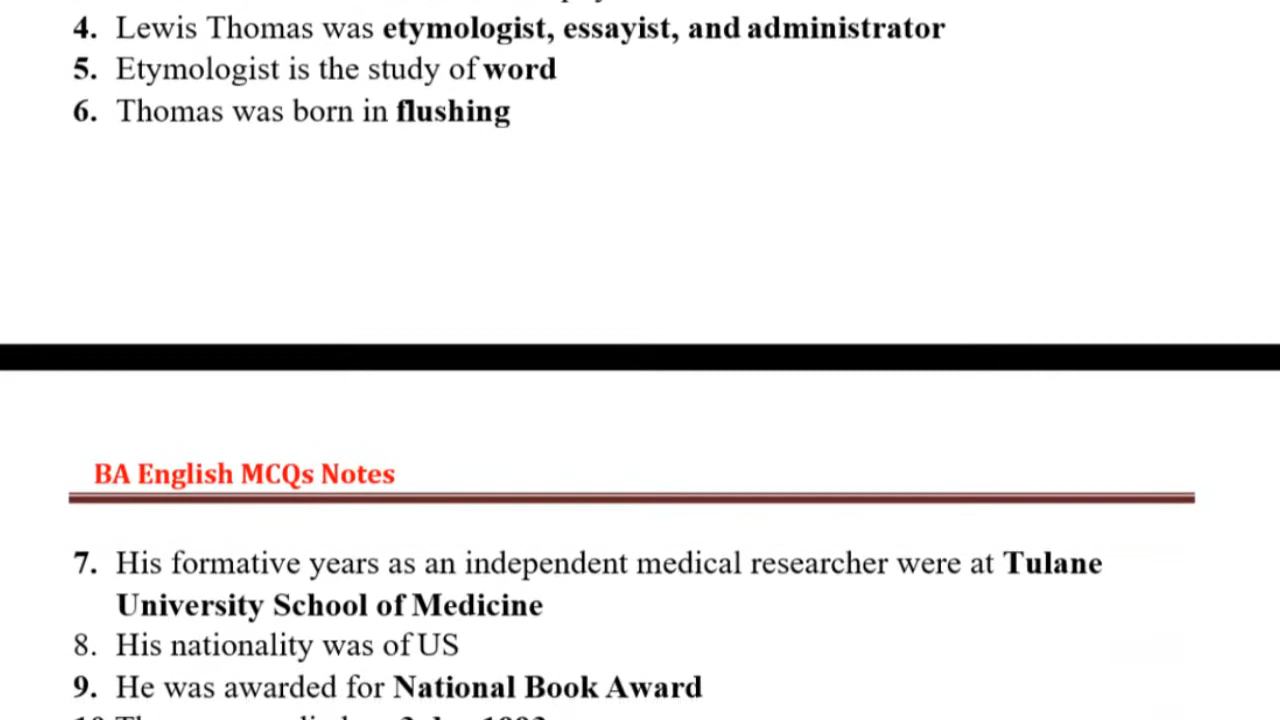 4. Lewis Thomas was etymologist, essayist, and administrator
5. Etymologist is the study of word
6. Thomas was born in flushing
BA English MCQs Notes
7. His formative years as an independent medical researcher were at Tulane
University School of Medicine
8. His nationality was of US
9. He was awarded for National Book Award